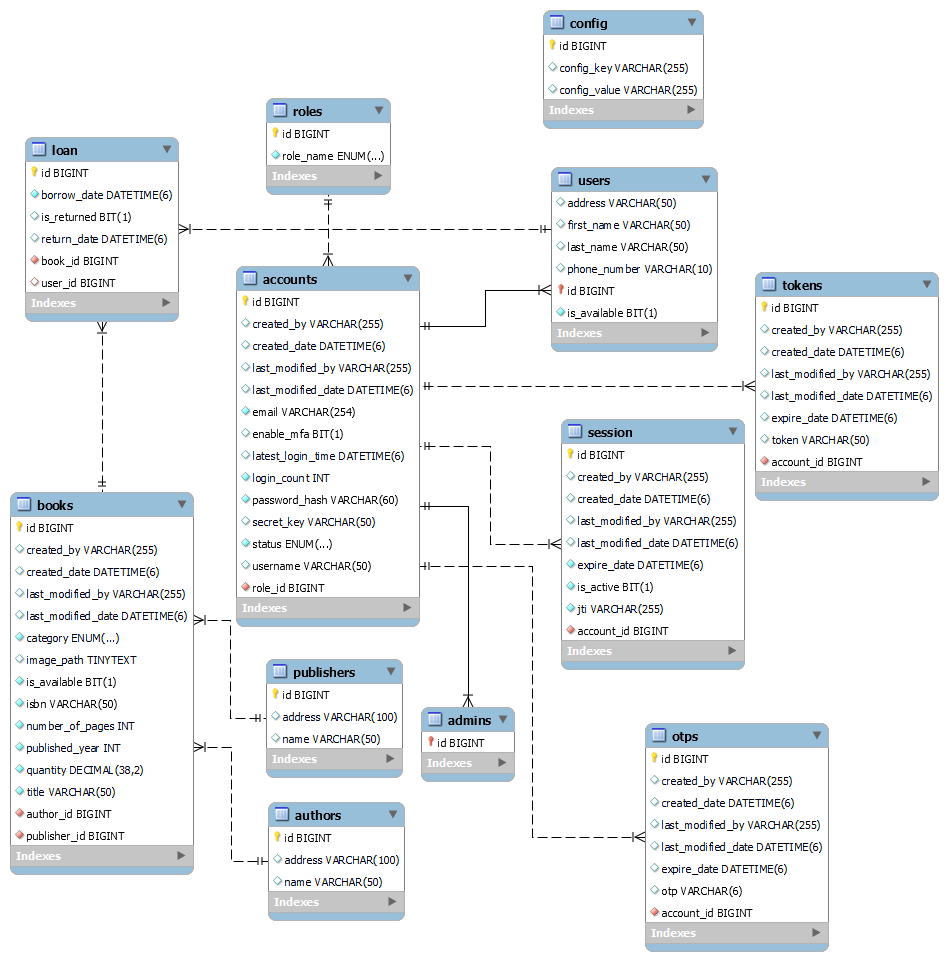 config
id BIGINT
config_key VARCHAR(255)
config_value VARCHAR(255)
Indexes
roles
id BIGINT
role_name ENUM(...)
Indexes
loan
id BIGINT
borrow_date DATETIME(6)
is_returned BIT(1)
return_date DATETIME(6)
book_id BIGINT
user_id BIGINT
Indexes
users
address VARCHAR(50)
first_name VARCHAR(50)
last_name VARCHAR(50)
phone_number VARCHAR(10)
id BIGINT
is_available BIT(1)
Indexes
accounts
id BIGINT
created_by VARCHAR(255)
created_date DATETIME(6)
last_modified_by VARCHAR(255)
last_modified_date DATETIME(6)
email VARCHAR(254)
enable_mfa BIT(1)
latest_login_time DATETIME(6)
login_count INT
password_hash VARCHAR(60)
secret_key VARCHAR(50)
status ENUM(...)
username VARCHAR(50)
role_id BIGINT
Indexes
tokens
id BIGINT
created_by VARCHAR(255)
created_date DATETIME(6)
last_modified_by VARCHAR(255)
last_modified_date DATETIME(6)
expire_date DATETIME(6)
token VARCHAR(50)
account_id BIGINT
Indexes
session
id BIGINT
created_by VARCHAR(255)
created_date DATETIME(6)
last_modified_by VARCHAR(255)
last_modified_date DATETIME(6)
expire_date DATETIME(6)
is_active BIT(1)
jti VARCHAR(255)
account_id BIGINT
Indexes
books
id BIGINT
created_by VARCHAR(255)
created_date DATETIME(6)
last_modified_by VARCHAR(255)
last_modified_date DATETIME(6)
category ENUM(...)
image_path TINYTEXT
is_available BIT(1)
isbn VARCHAR(50)
number_of_pages INT
published_year INT
quantity DECIMAL(38,2)
title VARCHAR(50)
author_id BIGINT
publisher_id BIGINT
Indexes
publishers
id BIGINT
address VARCHAR(100)
name VARCHAR(50)
Indexes
admins
id BIGINT
Indexes
otps
id BIGINT
created_by VARCHAR(255)
created_date DATETIME(6)
last_modified_by VARCHAR(255)
last_modified_date DATETIME(6)
expire_date DATETIME(6)
otp VARCHAR(6)
account_id BIGINT
Indexes
authors
id BIGINT
address VARCHAR(100)
name VARCHAR(50)
Indexes